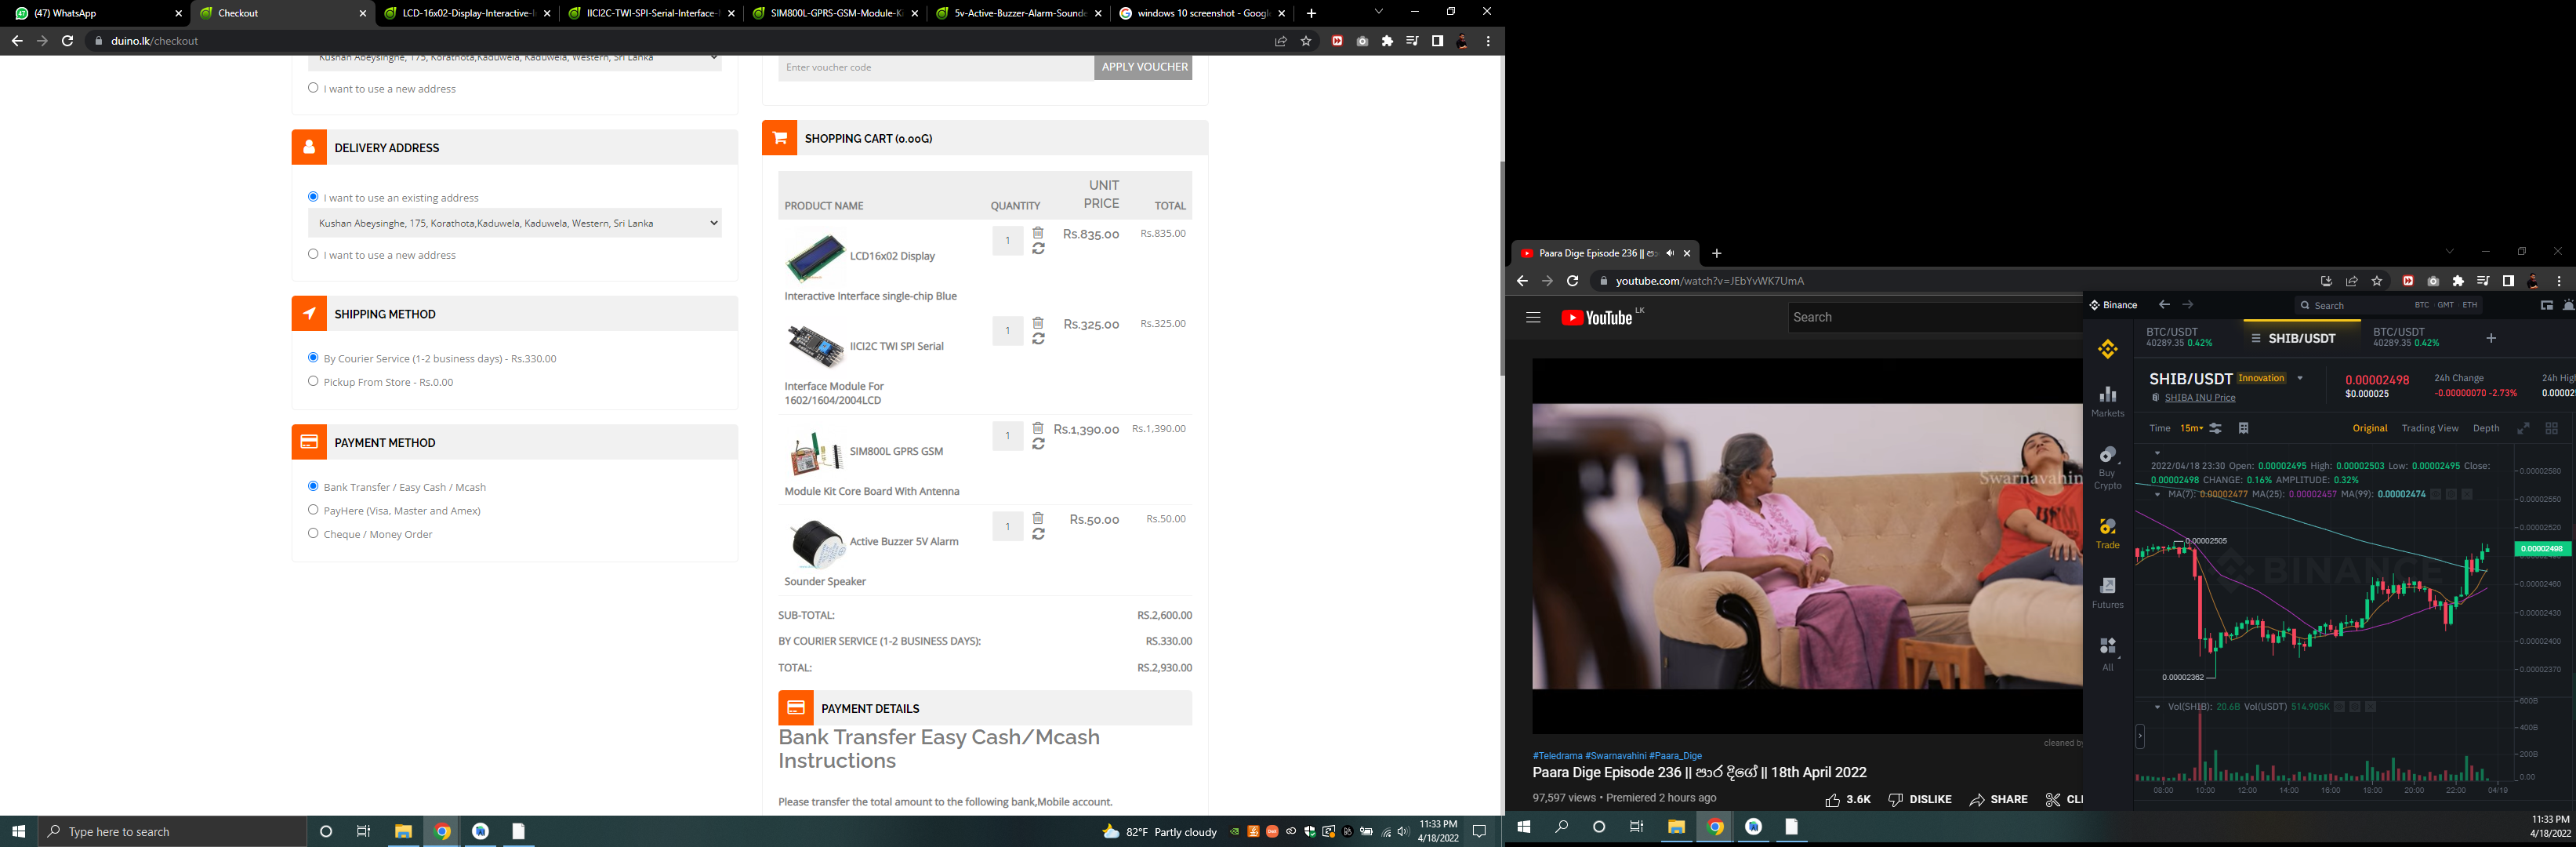 (47) WhatsApp
Checkout
LCD-16x02-Display-Interactive-I
IICI2C-TWI-SPI-Serial-Interface-
SIM800L-GPRS-GSM-Module-Ki
5v-Active-Buzzer-Alarm-Sounde
windows 10 screenshot - Google
duino.lk/checkout
Kushan Abeysinghe, 175, Korathota,Kaduwela, Kaduwela, Western, Sri Lanka
I want to use a new address
DELIVERY ADDRESS
I want to use an existing address
Kushan Abeysinghe, 175, Korathota,Kaduwela, Kaduwela, Western, Sri Lanka
I want to use a new address
SHIPPING METHOD
By Courier Service (1-2 business days) - Rs.330.00
Pickup From Store - Rs.0.00
PAYMENT METHOD
Bank Transfer / Easy Cash / Mcash
PayHere (Visa, Master and Amex)
Cheque / Money Order
Enter voucher code
APPLY VOUCHER
SHOPPING CART (0.00G)
PRODUCT NAME QUANTITY UNIT PRICE TOTAL
LCD16x02 Display 1 Rs.835.00 Rs.835.00
Interactive Interface single-chip Blue
IICI2C TWI SPI Serial 1 Rs.325.00 Rs.325.00
Interface Module For
1602/1604/2004LCD
SIM800L GPRS GSM 1 Rs.1,390.00 Rs.1,390.00
Module Kit Core Board With Antenna
Active Buzzer 5V Alarm 1 Rs.50.00 Rs.50.00
Sounder Speaker
SUB-TOTAL: RS.2,600.00
BY COURIER SERVICE (1-2 BUSINESS DAYS): RS.330.00
TOTAL: RS.2,930.00
PAYMENT DETAILS
Bank Transfer Easy Cash/Mcash
Instructions
Please transfer the total amount to the following bank,Mobile account.
Type here to search
82°F Partly cloudy
11:33 PM
4/18/2022
Paara Dige Episode 236 ||
youtube.com/watch?v=JEbYvWK7UmA
YouTube LK
Search
Swarnavahini
cleaned by
#Teledrama #Swarnavahini #Paara_Dige
Paara Dige Episode 236 || පාර දිගේ || 18th April 2022
97,597 views • Premiered 2 hours ago
3.6K DISLIKE SHARE CLI
Binance
Search BTC GMT ETH
BTC/USDT
40289.35 0.42%
SHIB/USDT
BTC/USDT
40289.35 0.42%
SHIB/USDT Innovation
SHIBA INU Price
0.00002498
$0.000025
24h Change
-0.00000070 -2.73%
24h Hig
0.00002
Markets
Buy
Crypto
Trade
Futures
All
Time 15m
Original Trading View Depth
2022/04/18 23:30 Open: 0.00002495 High: 0.00002503 Low: 0.00002495 Close:
0.00002498 CHANGE: 0.16% AMPLITUDE: 0.32%
MA(7): 0.00002477 MA(25): 0.00002457 MA(99): 0.00002474
0.00002580
0.00002550
0.00002520
0.00002505
0.00002498
BINANCE
0.00002460
0.00002430
0.00002400
0.00002370
0.00002362
Vol(SHIB): 20.6B Vol(USDT) 514.905K
600B
400B
200B
0.00
08:00 10:00 12:00 14:00 16:00 18:00 20:00 22:00 04/19
11:33 PM
4/18/2022